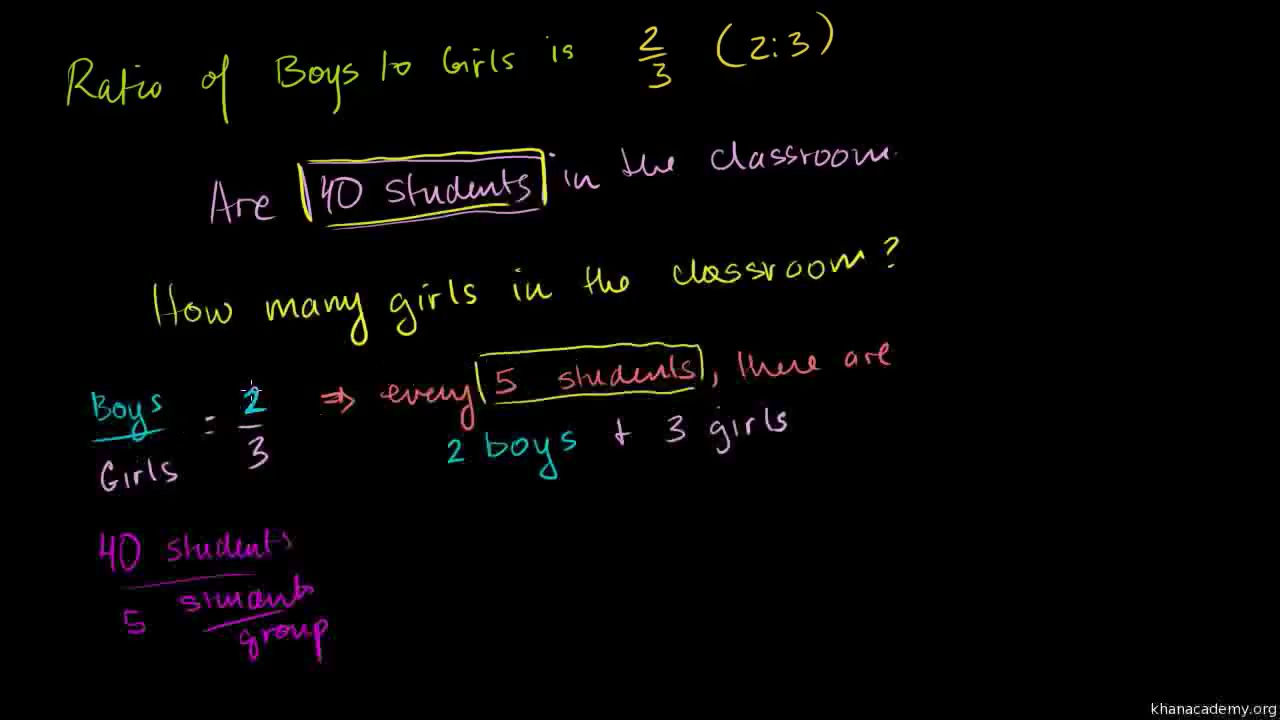 Ratio of Boys to Girls is 2/3 (2:3)
Are 40 students in the classroom.
How many girls in the classroom?
Boys/Girls = 2/3 ⇒ every 5 students, there are
2 boys + 3 girls
40 students
5 students/group
khanacademy.org